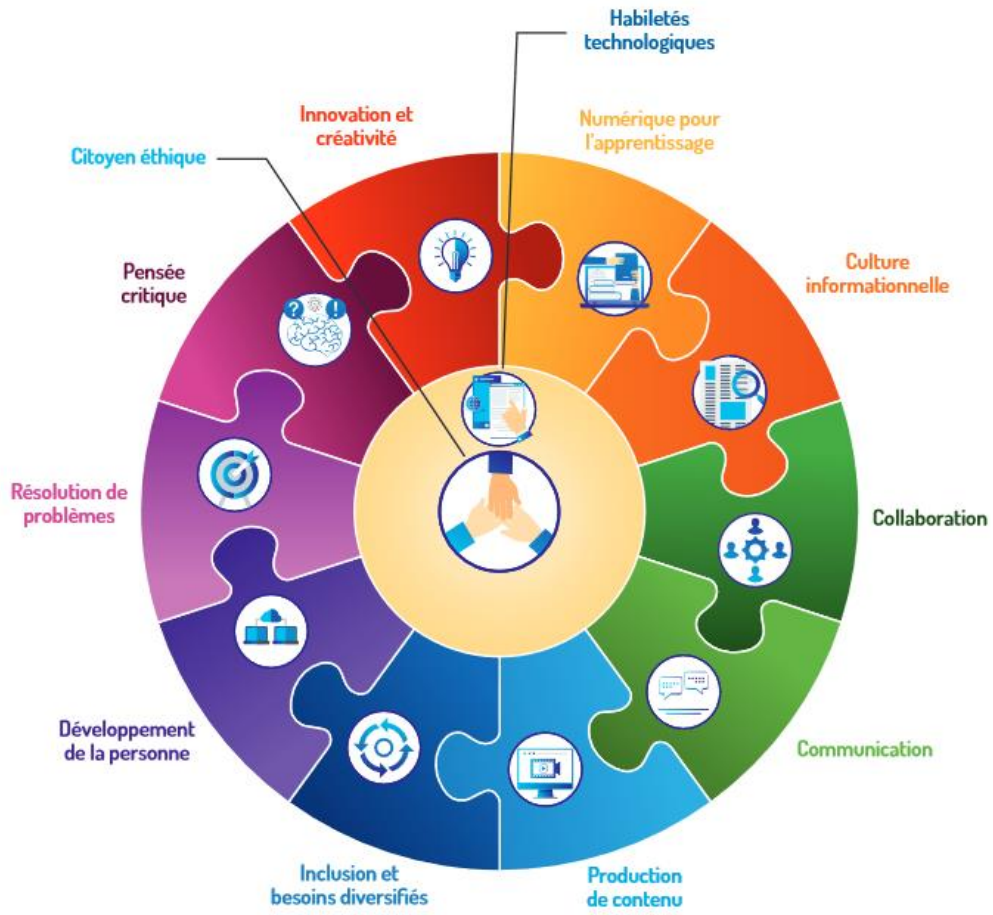 Habiletés
technologiques
Innovation et
créativité
Numérique pour
l'apprentissage
Citoyen éthique
Pensée
critique
Culture
informationnelle
Résolution de
problèmes
Collaboration
Développement
de la personne
Communication
Inclusion et
besoins diversifiés
Production
de contenu